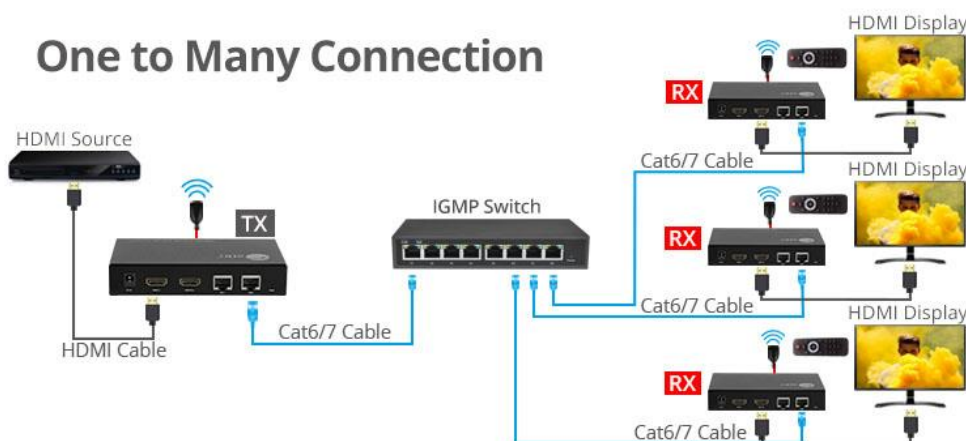 One to Many Connection
HDMI Display
RX
HDMI Source
Cat6/7 Cable
TX
IGMP Switch
HDMI Display
RX
Cat6/7 Cable
Cat6/7 Cable
HDMI Cable
HDMI Display
RX
Cat6/7 Cable